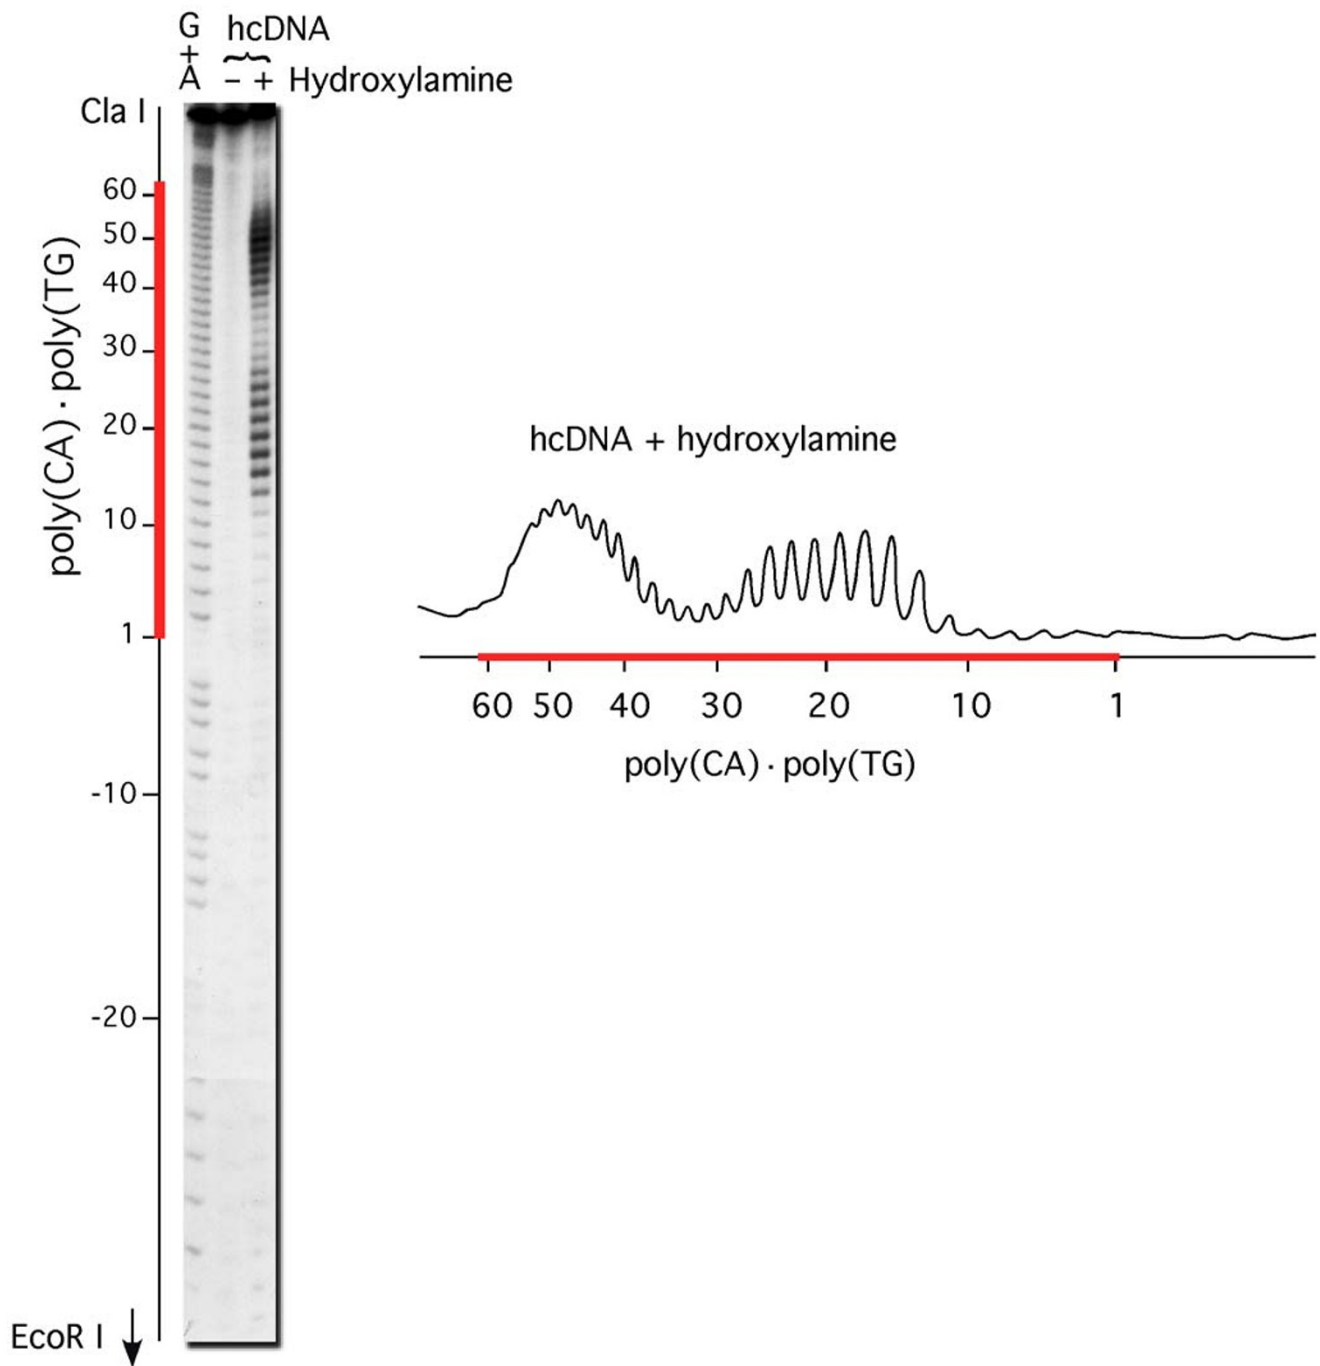 G
+
A
hcDNA
− + Hydroxylamine
Cla I
60
50
40
30
20
10
1
-10
-20
poly(CA) · poly(TG)
EcoR I
hcDNA + hydroxylamine
60 50 40 30 20 10 1
poly(CA) · poly(TG)